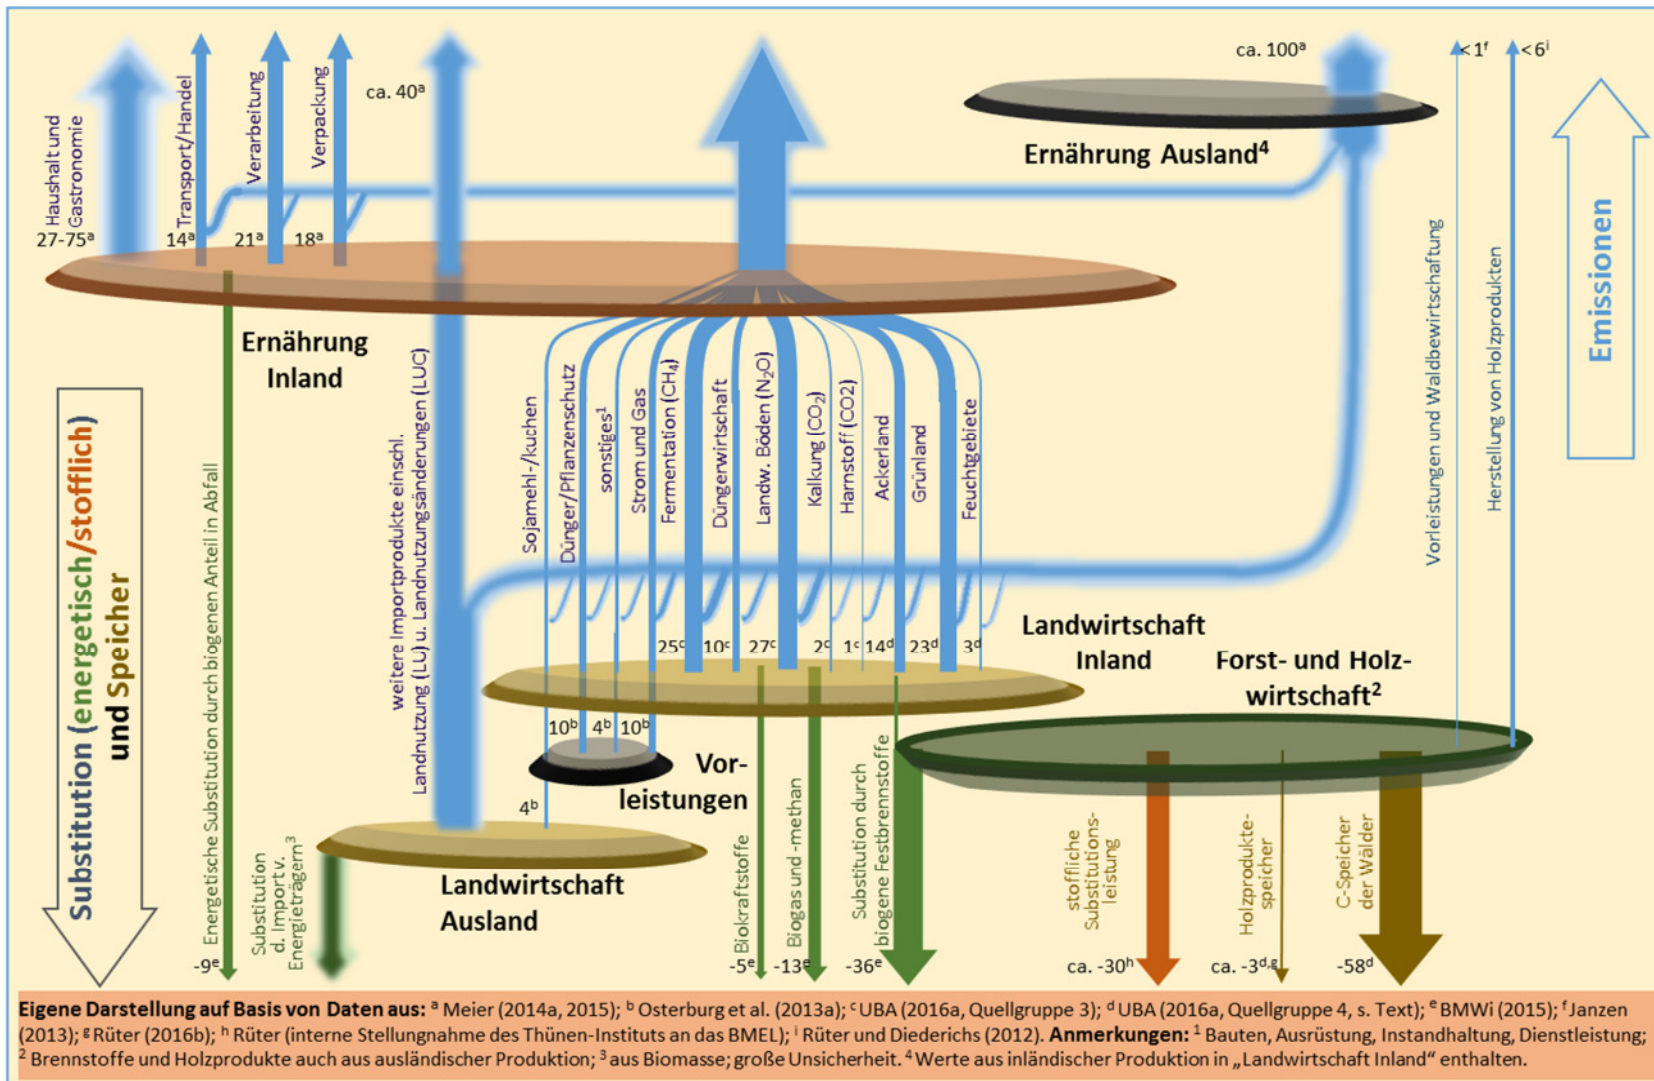 ca. 100ᵃ
< 1ᶠ
< 6ⁱ
Haushalt und
Gastronomie
27-75ᵃ
Transport/Handel
14ᵃ
Verarbeitung
21ᵃ
Verpackung
18ᵃ
ca. 40ᵃ
Ernährung Ausland⁴
Emissionen
Vorleistungen und Waldbewirtschaftung
Herstellung von Holzprodukten
Ernährung
Inland
Substitution (energetisch/stofflich)
und Speicher
Energetische Substitution durch biogenen Anteil in Abfall
-9ᵉ
weitere Importprodukte einschl.
Landnutzung (LU) u. Landnutzungsänderungen (LUC)
Sojamehl-/kuchen
Dünger/Pflanzenschutz
sonstiges¹
Strom und Gas
Fermentation (CH₄)
Düngerwirtschaft
Landw. Böden (N₂O)
Kalkung (CO₂)
Harnstoff (CO2)
Ackerland
Grünland
Feuchtgebiete
25ᶜ
10ᶜ
27ᶜ
2ᶜ
1ᶜ
14ᵈ
23ᵈ
3ᵈ
Landwirtschaft
Inland
Forst- und Holz-
wirtschaft²
10ᵇ
4ᵇ
10ᵇ
Vor-
leistungen
4ᵇ
Landwirtschaft
Ausland
Substitution
d. Import v.
Energieträgern³
Biokraftstoffe
-5ᵉ
Biogas und -methan
-13ᵉ
Substitution durch
biogene Festbrennstoffe
-36ᵉ
stoffliche
Substitutions-
leistung
ca. -30ʰ
Holzprodukte-
speicher
ca. -3ᵈ,ᵍ
C-Speicher
der Wälder
-58ᵈ
Eigene Darstellung auf Basis von Daten aus: ᵃ Meier (2014a, 2015); ᵇ Osterburg et al. (2013a); ᶜ UBA (2016a, Quellgruppe 3); ᵈ UBA (2016a, Quellgruppe 4, s. Text); ᵉ BMWi (2015); ᶠ Janzen
(2013); ᵍ Rüter (2016b); ʰ Rüter (interne Stellungnahme des Thünen-Instituts an das BMEL); ⁱ Rüter und Diederichs (2012). Anmerkungen: ¹ Bauten, Ausrüstung, Instandhaltung, Dienstleistung;
² Brennstoffe und Holzprodukte auch aus ausländischer Produktion; ³ aus Biomasse; große Unsicherheit. ⁴ Werte aus inländischer Produktion in „Landwirtschaft Inland“ enthalten.